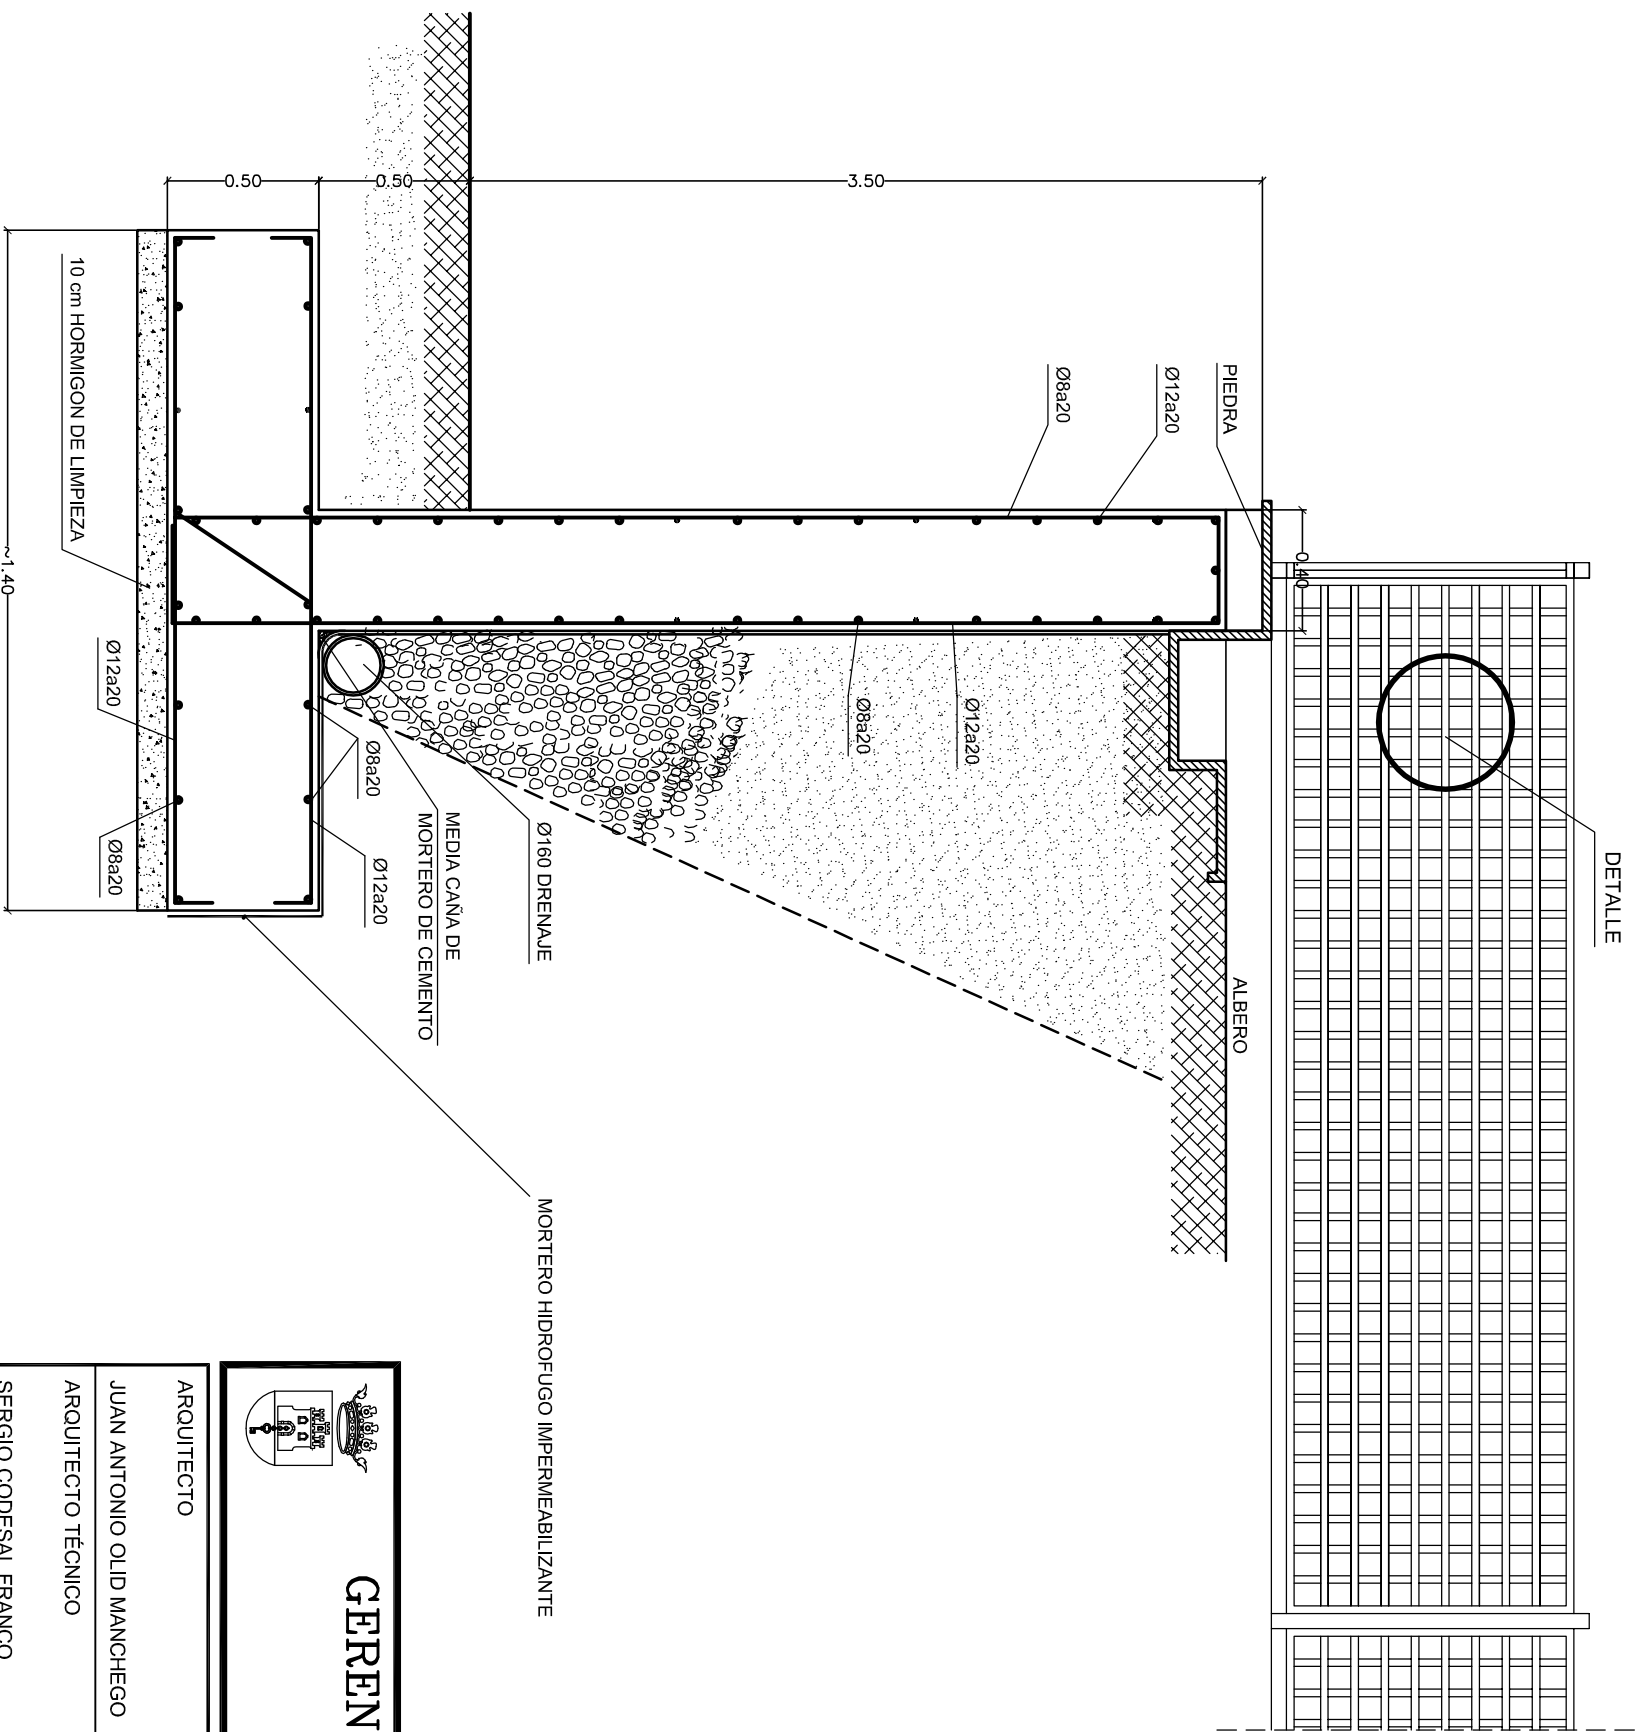 DETALLE
0.40
PIEDRA
Ø12a20
Ø8a20
3.50
0.50
0.50
ALBERO
Ø12a20
Ø8a20
Ø160 DRENAJE
MEDIA CAÑA DE
MORTERO DE CEMENTO
Ø12a20
Ø8a20
Ø12a20
Ø8a20
10 cm HORMIGON DE LIMPIEZA
~1.40
MORTERO HIDROFUGO IMPERMEABILIZANTE
GEREN
ARQUITECTO
JUAN ANTONIO OLID MANCHEGO
ARQUITECTO TÉCNICO
SERGIO CODESAL FRANCO